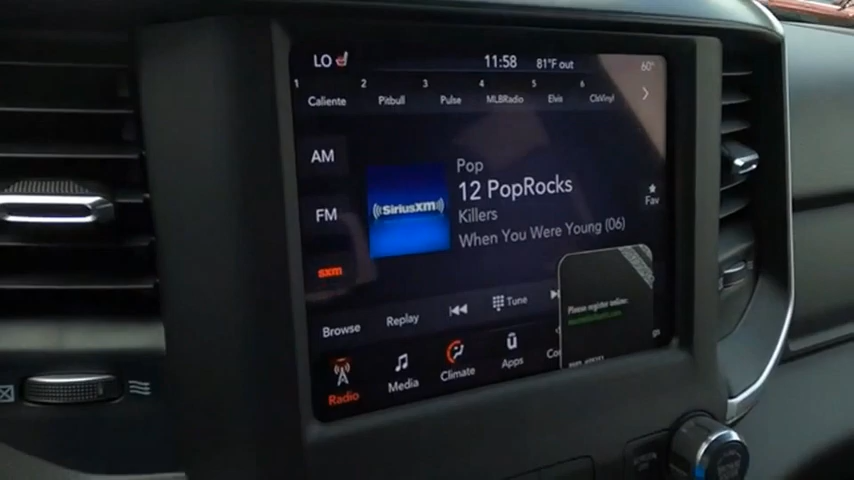 LO 11:58 81°F out 60°
1 2 3 4 5 6
Caliente Pitbull Pulse MLBRadio Elvis ClsVinyl
AM
FM
sxm
((SiriusXM))
Pop
12 PopRocks
Killers
When You Were Young (06)
Fav
Browse Replay Tune
Please register online:
Radio Media Climate Apps Co